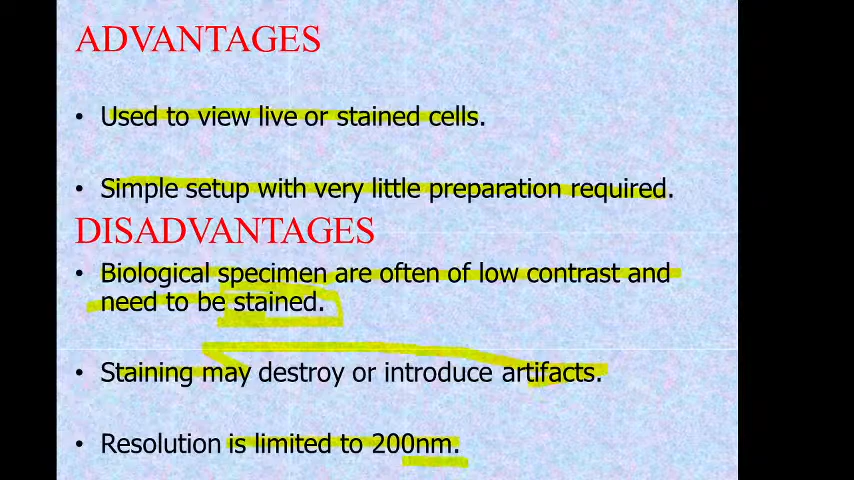 ADVANTAGES
• Used to view live or stained cells.
• Simple setup with very little preparation required.
DISADVANTAGES
• Biological specimen are often of low contrast and
need to be stained.
• Staining may destroy or introduce artifacts.
• Resolution is limited to 200nm.